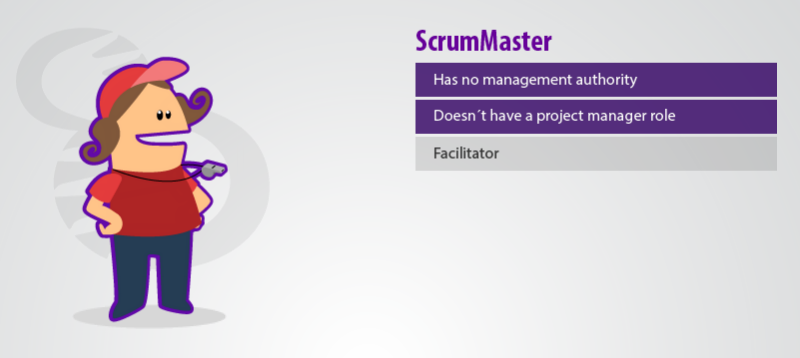 ScrumMaster
Has no management authority
Doesn´t have a project manager role
Facilitator